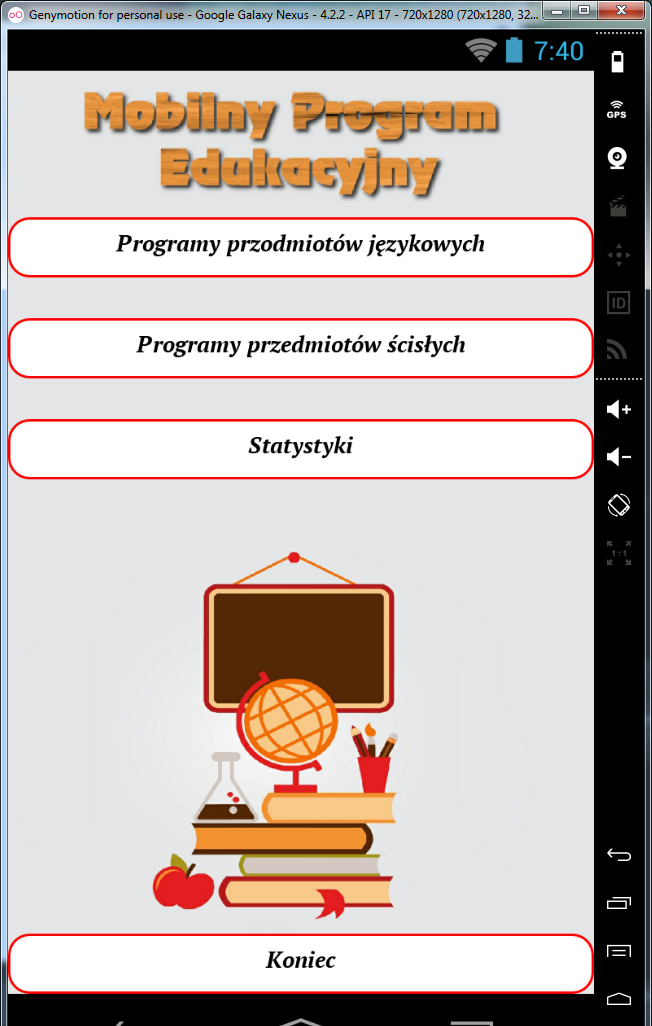 Genymotion for personal use - Google Galaxy Nexus - 4.2.2 - API 17 - 720x1280 (720x1280, 32...
7:40
Mobilny Program
Edukacyjny
GPS
Programy przodmiotów językowych
ID
Programy przedmiotów ścisłych
Statystyki
1:1
Koniec